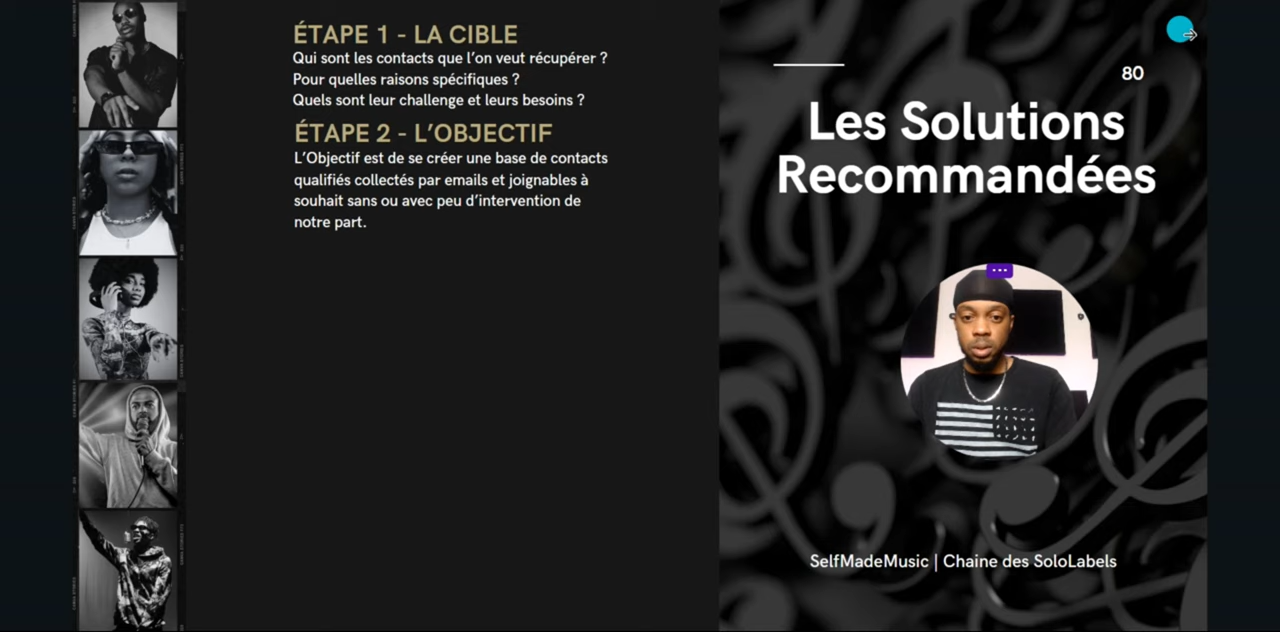 ÉTAPE 1 - LA CIBLE
Qui sont les contacts que l'on veut récupérer ?
Pour quelles raisons spécifiques ?
Quels sont leur challenge et leurs besoins ?
ÉTAPE 2 - L'OBJECTIF
L'Objectif est de se créer une base de contacts
qualifiés collectés par emails et joignables à
souhait sans ou avec peu d'intervention de
notre part.
80
Les Solutions
Recommandées
SelfMadeMusic | Chaine des SoloLabels